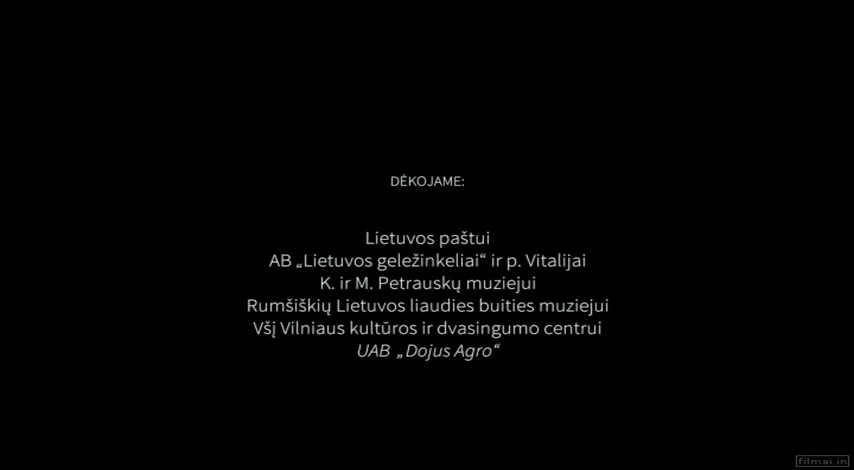 DĖKOJAME:
Lietuvos paštui
AB „Lietuvos geležinkeliai“ ir p. Vitalijai
K. ir M. Petrauskų muziejui
Rumšiškių Lietuvos liaudies buities muziejui
Všį Vilniaus kultūros ir dvasingumo centrui
UAB „Dojus Agro“
filmai.in